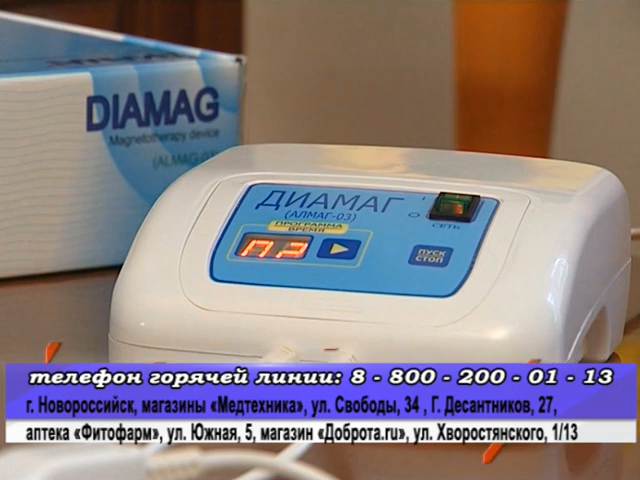 DIAMAG
Magnetotherapy device
ДИАМАГ
(АЛМАГ-03)
ПРОГРАММА
ВРЕМЯ
П2
СЕТЬ
ПУСК
СТОП
телефон горячей линии: 8 - 800 - 200 - 01 - 13
г. Новороссийск, магазины «Медтехника», ул. Свободы, 34 , Г. Десантников, 27,
аптека «Фитофарм», ул. Южная, 5, магазин «Доброта.ru», ул. Хворостянского, 1/13